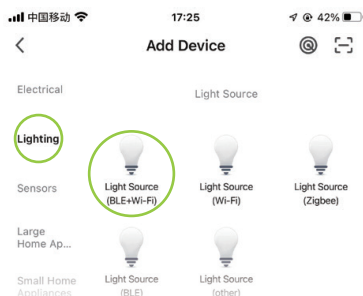 中国移动 17:25 42%
Add Device
Electrical
Light Source
Lighting
Sensors
Light Source
(BLE+Wi-Fi)
Light Source
(Wi-Fi)
Light Source
(Zigbee)
Large
Home Ap...
Small Home
Appliances
Light Source
(BLE)
Light Source
(other)